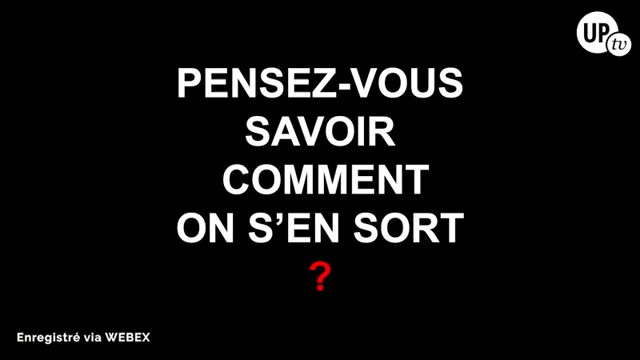 UP
tv
PENSEZ-VOUS
SAVOIR
COMMENT
ON S’EN SORT
?
Enregistré via WEBEX